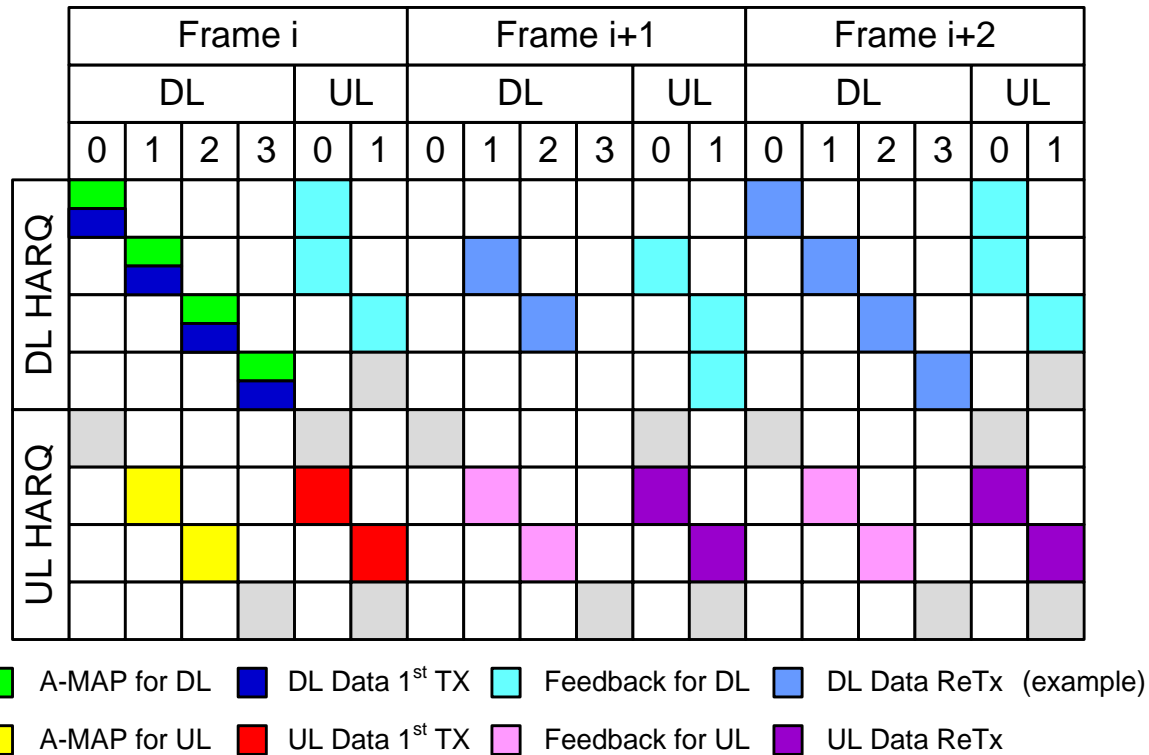 Frame i Frame i+1 Frame i+2
DL UL DL UL DL UL
0 1 2 3 0 1 0 1 2 3 0 1 0 1 2 3 0 1
DL HARQ
UL HARQ
A-MAP for DL DL Data 1st TX Feedback for DL DL Data ReTx (example)
A-MAP for UL UL Data 1st TX Feedback for UL UL Data ReTx